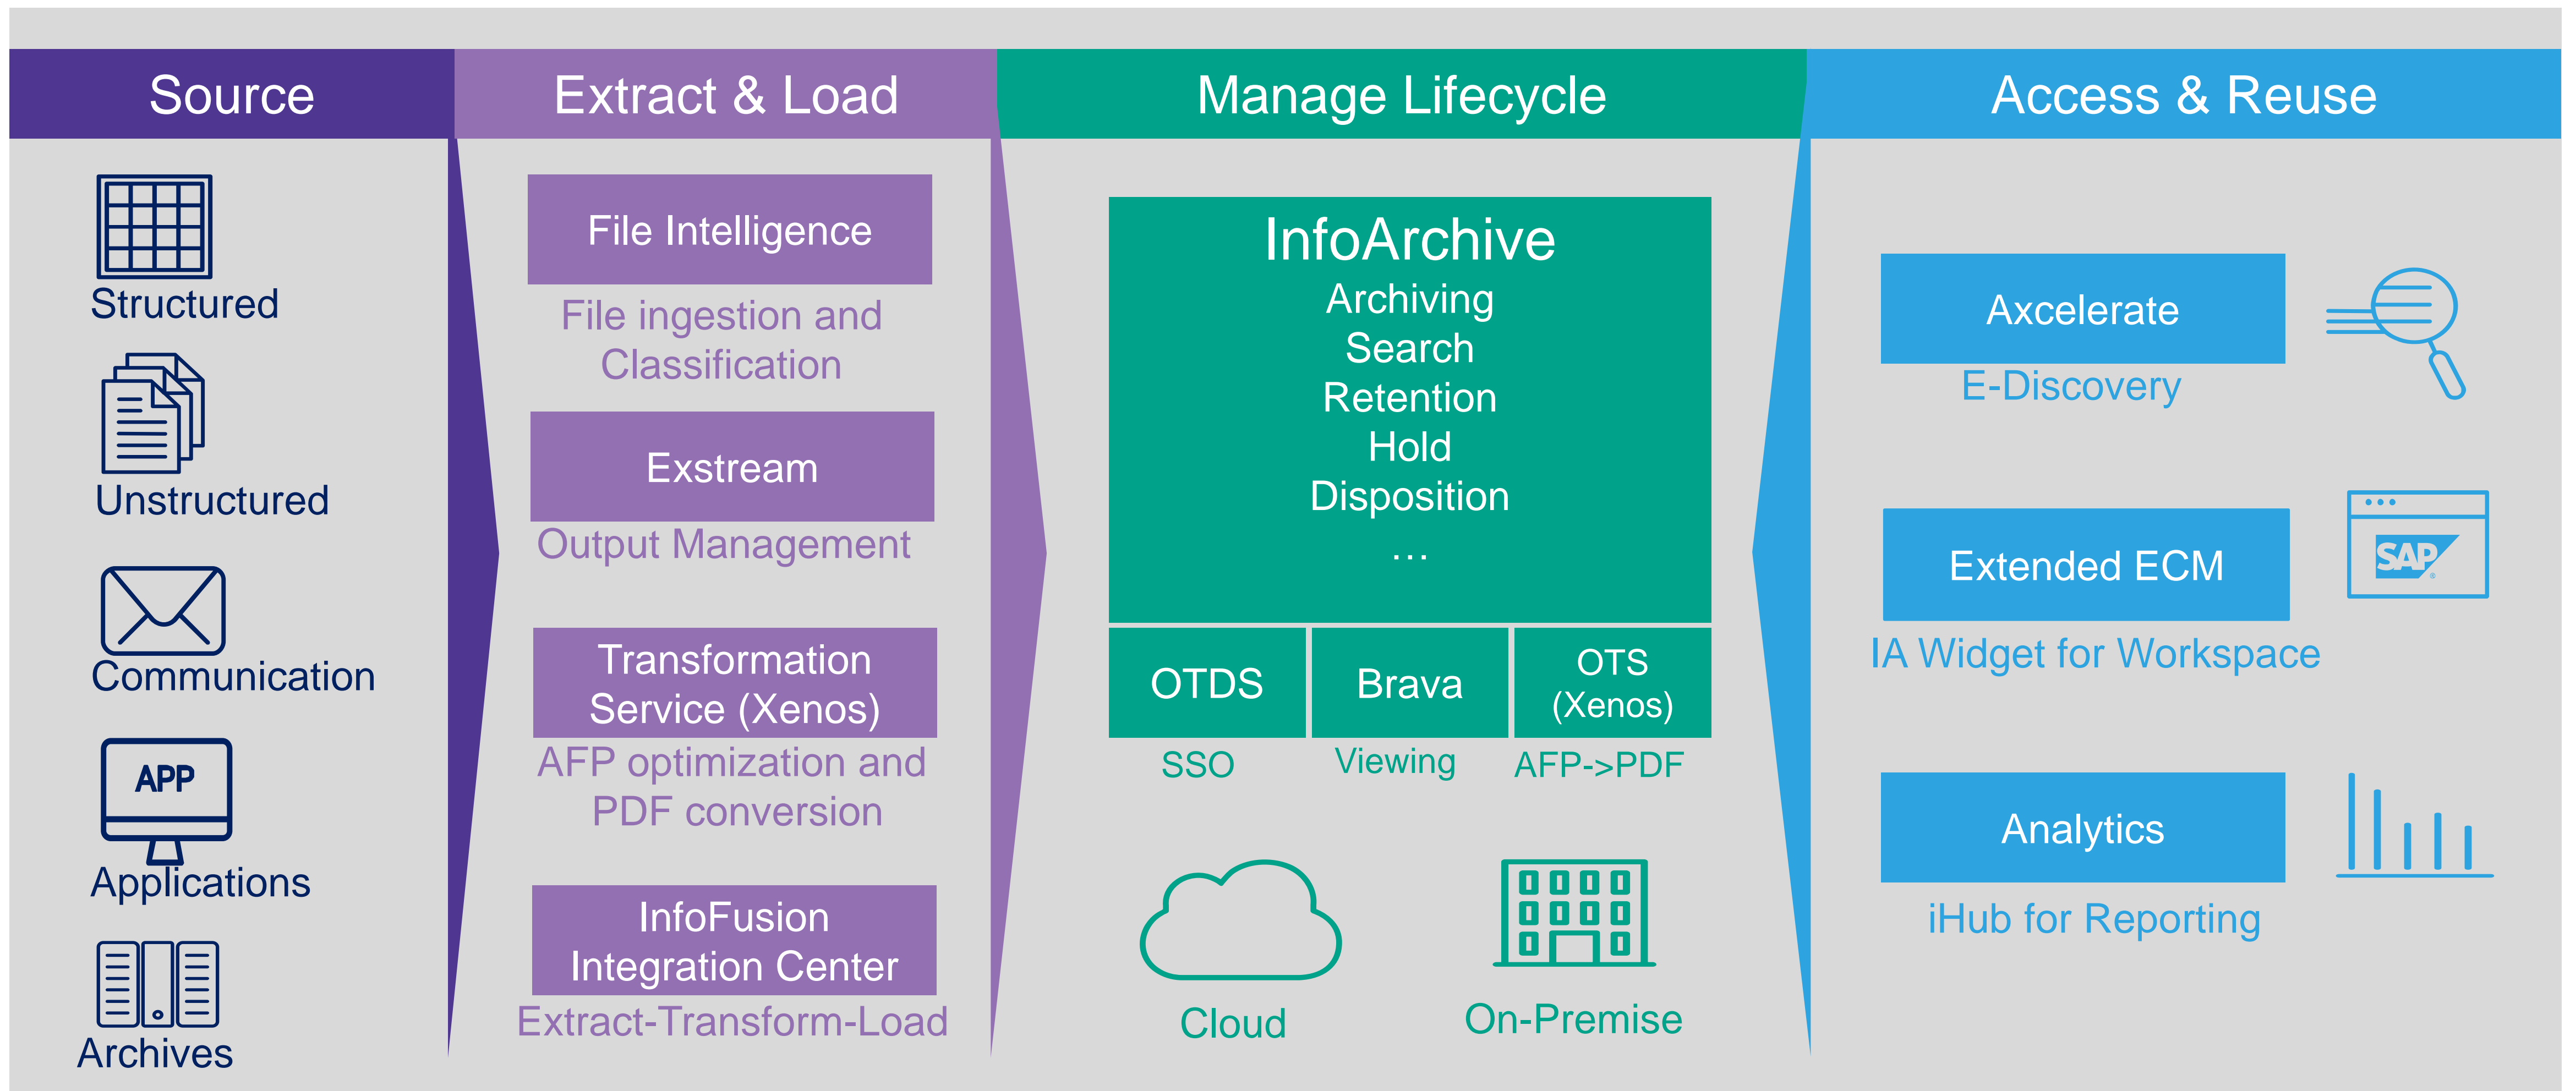 Source
Extract & Load
Manage Lifecycle
Access & Reuse
Structured
Unstructured
Communication
APP
Applications
Archives
File Intelligence
File ingestion and
Classification
Exstream
Output Management
Transformation
Service (Xenos)
AFP optimization and
PDF conversion
InfoFusion
Integration Center
Extract-Transform-Load
InfoArchive
Archiving
Search
Retention
Hold
Disposition
…
OTDS
SSO
Brava
Viewing
OTS
(Xenos)
AFP->PDF
Cloud
On-Premise
Axcelerate
E-Discovery
Extended ECM
SAP®
IA Widget for Workspace
Analytics
iHub for Reporting